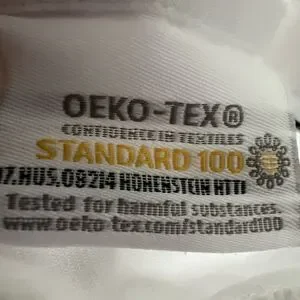 OEKO-TEX®
CONFIDENCE IN TEXTILES
STANDARD 100
17.HUS.08214 HOHENSTEIN HTTI
Tested for harmful substances.
www.oeko-tex.com/standard100